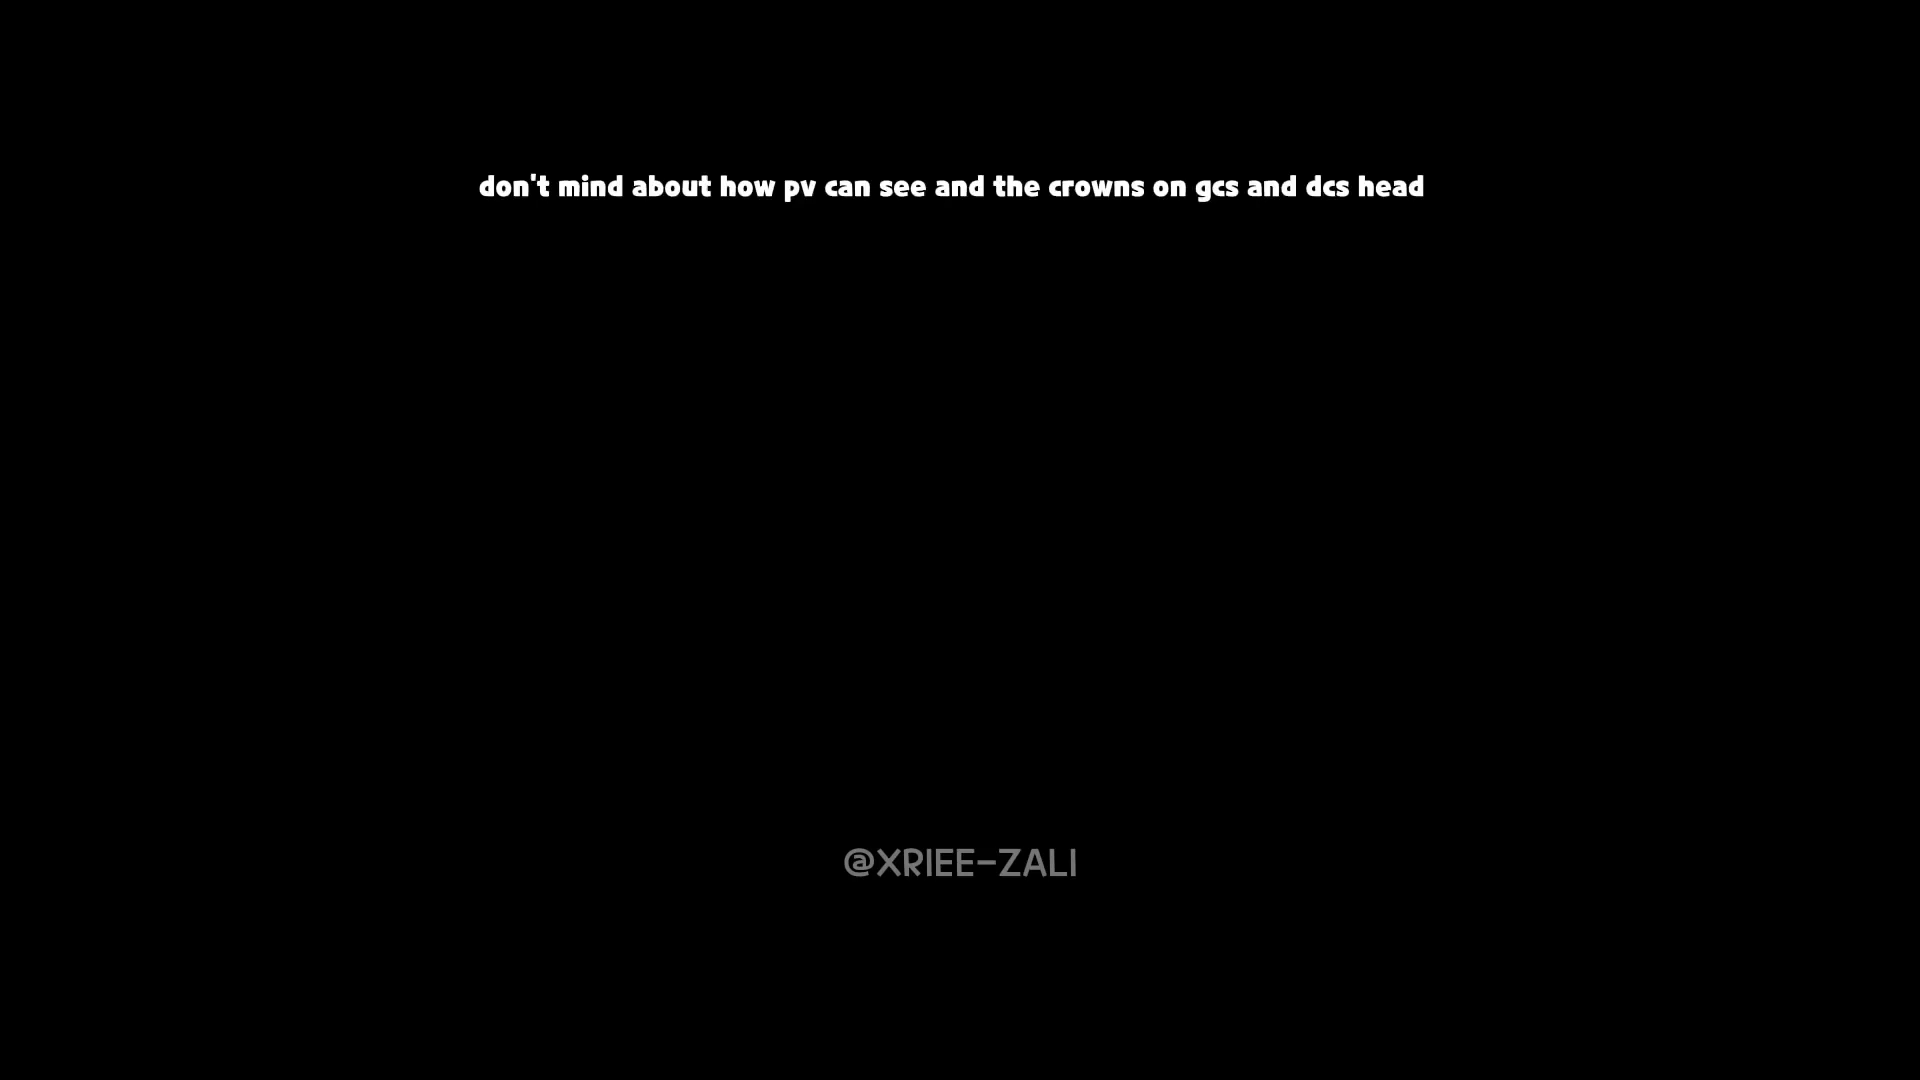 don't mind about how pv can see and the crowns on gcs and dcs head
@XRIEE-ZALI